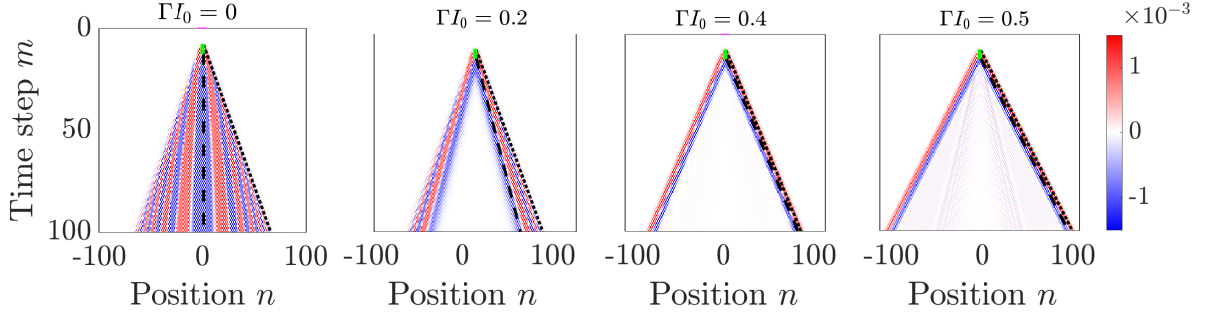 ΓI₀ = 0 ΓI₀ = 0.2 ΓI₀ = 0.4 ΓI₀ = 0.5 ×10⁻³
0
50
100
Time step m
1
0
-1
-100 0 100 -100 0 100 -100 0 100 -100 0 100
Position n Position n Position n Position n